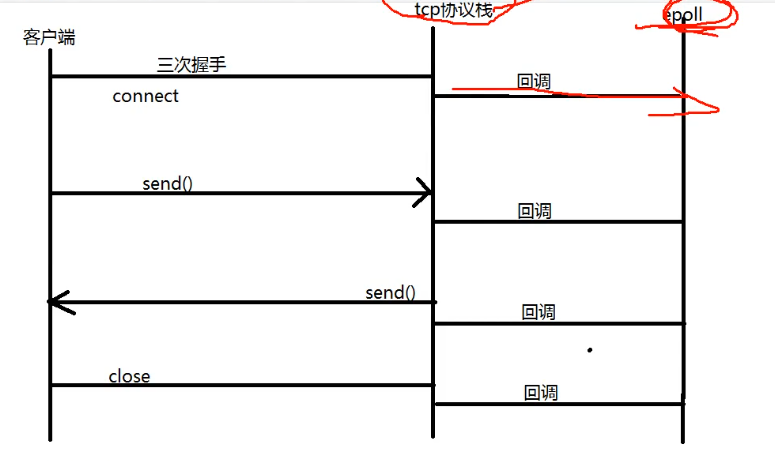 tcp协议栈
epoll
客户端
三次握手
回调
connect
send()
回调
send()
回调
close
回调